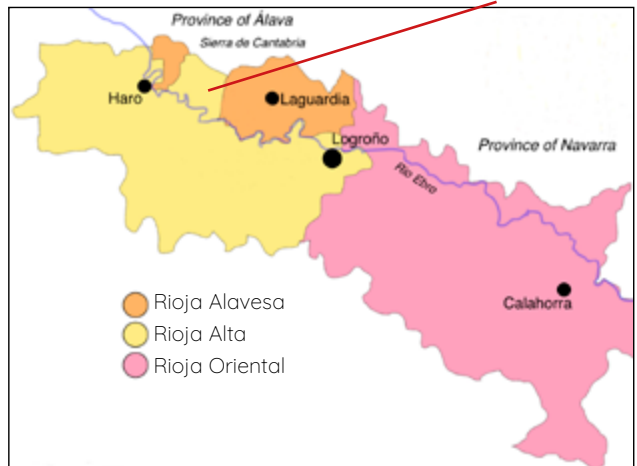 Province of Álava
Sierra de Cantabria
Haro
Laguardia
Logroño
Province of Navarra
Rio Ebro
Calahorra
Rioja Alavesa
Rioja Alta
Rioja Oriental